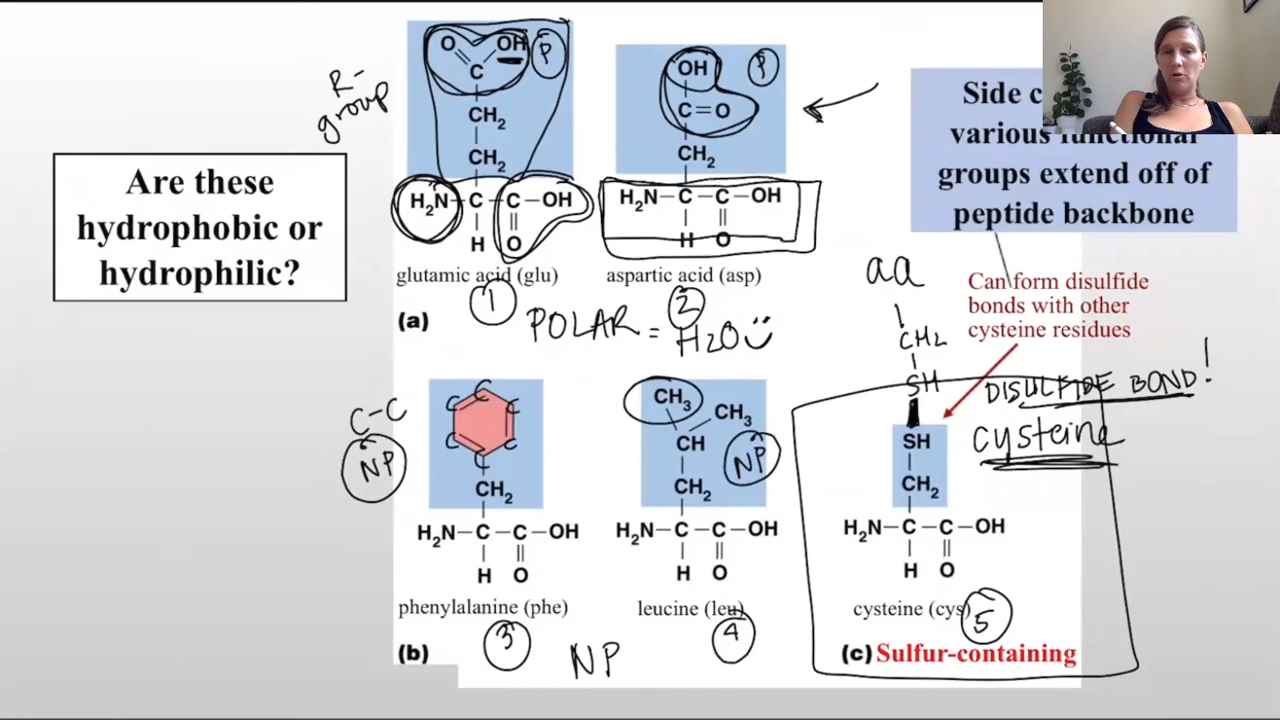 Are these
hydrophobic or
hydrophilic?
R-
group
O OH P
C
CH₂
CH₂
H₂N–C–C–OH
H O
glutamic acid (glu)
1
OH P
C=O
CH₂
H₂N–C–C–OH
H O
aspartic acid (asp)
2
(a)
POLAR = H₂O
Side
various functional
groups extend off of
peptide backbone
aa
CH₂
SH
Can form disulfide
bonds with other
cysteine residues
DISULFIDE BOND!
cysteine
C-C
NP
C
C C
C C
C
CH₂
H₂N–C–C–OH
H O
phenylalanine (phe)
3
CH₃
CH₃
CH
NP
CH₂
H₂N–C–C–OH
H O
leucine (leu)
4
(b)
NP
SH
CH₂
H₂N–C–C–OH
H O
cysteine (cys)
5
(c) Sulfur-containing